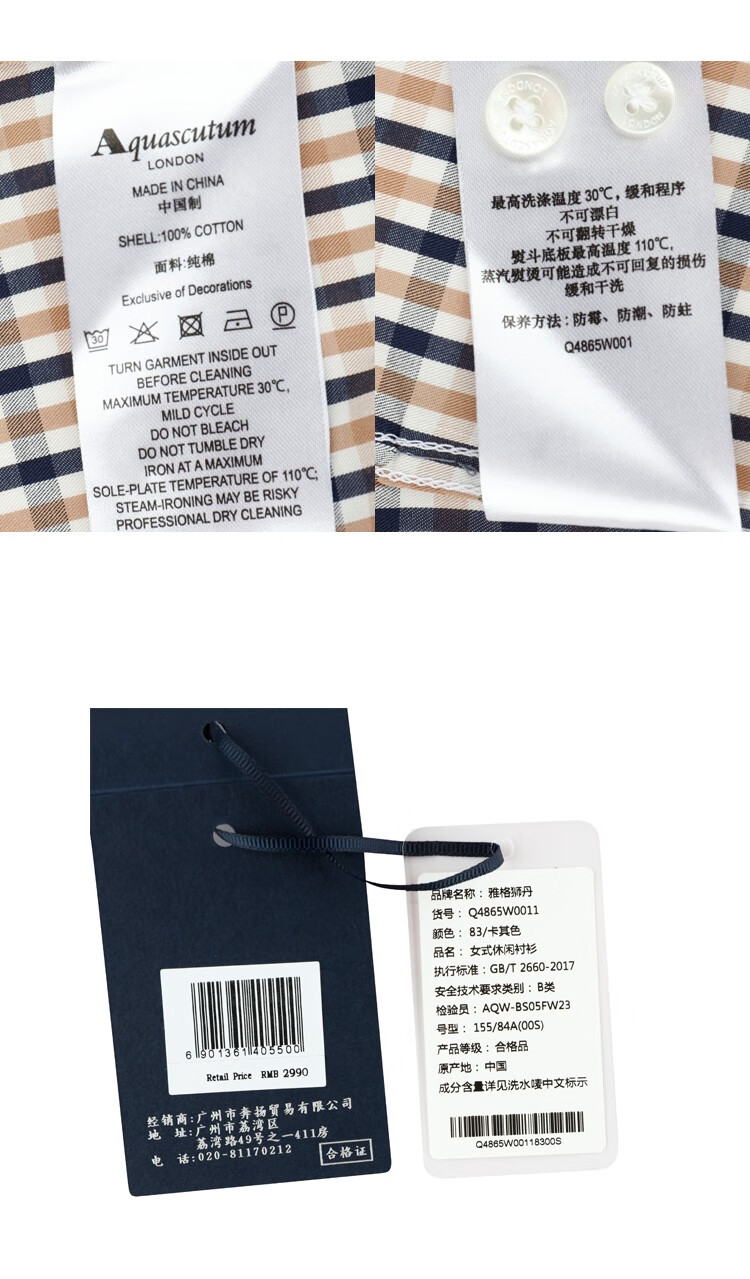 Aquascutum
LONDON
MADE IN CHINA
中国制
SHELL:100% COTTON
面料:纯棉
Exclusive of Decorations
30
P
TURN GARMENT INSIDE OUT
BEFORE CLEANING
MAXIMUM TEMPERATURE 30℃,
MILD CYCLE
DO NOT BLEACH
DO NOT TUMBLE DRY
IRON AT A MAXIMUM
SOLE-PLATE TEMPERATURE OF 110℃;
STEAM-IRONING MAY BE RISKY
PROFESSIONAL DRY CLEANING
LONDON
最高洗涤温度30℃，缓和程序
不可漂白
不可翻转干燥
熨斗底板最高温度110℃，
蒸汽熨烫可能造成不可回复的损伤
缓和干洗
保养方法：防霉、防潮、防蛀
Q4865W001
6 901361 405500
Retail Price RMB 2990
经销商:广州市奔扬贸易有限公司
地 址:广州市荔湾区
荔湾路49号之一411房
电 话:020-81170212
合格证
品牌名称：雅格狮丹
货号：Q4865W0011
颜色：83/卡其色
品名：女式休闲衬衫
执行标准：GB/T 2660-2017
安全技术要求类别：B类
检验员：AQW-BS05FW23
号型：155/84A(00S)
产品等级：合格品
原产地：中国
成分含量详见洗水唛中文标示
Q4865W00118300S